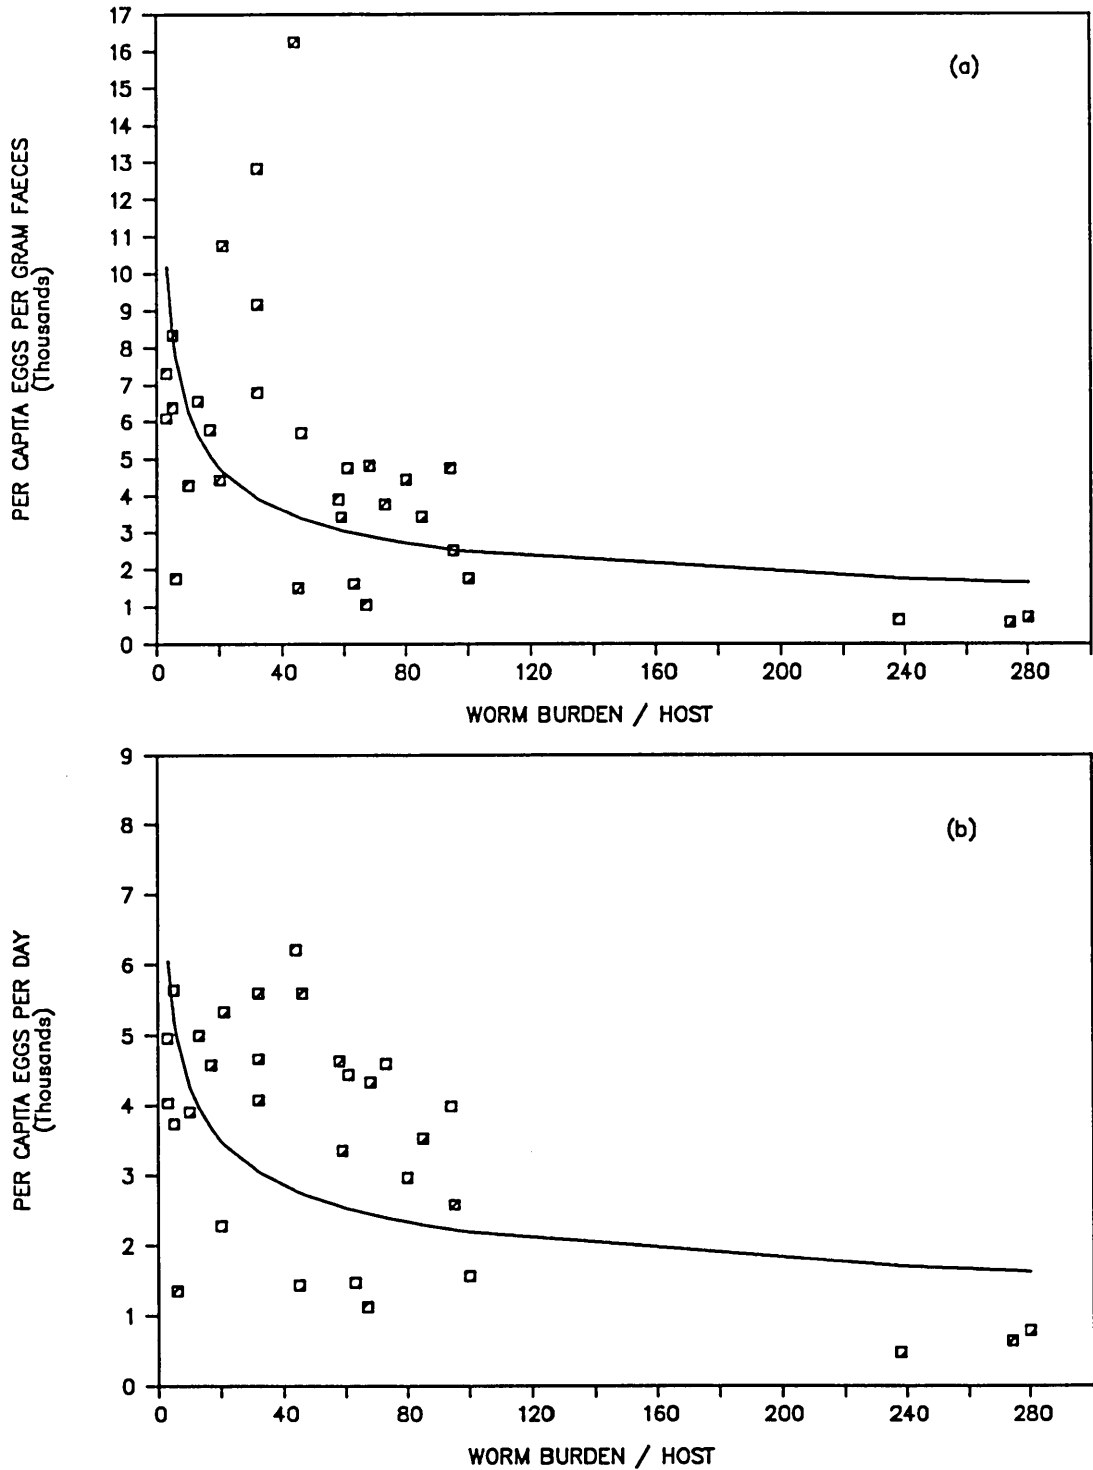 17
16
15
14
13
12
11
10
9
8
7
6
5
4
3
2
1
0
(a)
PER CAPITA EGGS PER GRAM FAECES
(Thousands)
0 40 80 120 160 200 240 280
WORM BURDEN / HOST
9
8
7
6
5
4
3
2
1
0
(b)
PER CAPITA EGGS PER DAY
(Thousands)
0 40 80 120 160 200 240 280
WORM BURDEN / HOST